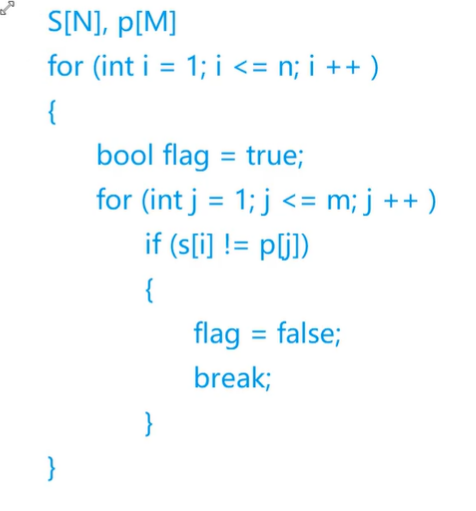 S[N], p[M]
for (int i = 1; i <= n; i ++ )
{
bool flag = true;
for (int j = 1; j <= m; j ++ )
if (s[i] != p[j])
{
flag = false;
break;
}
}